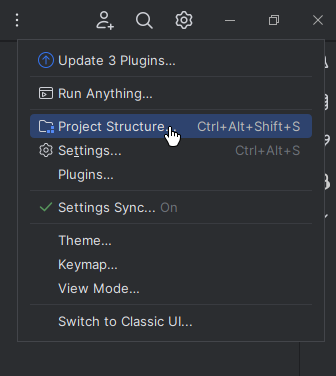 Update 3 Plugins...
Run Anything...
Project Structure... Ctrl+Alt+Shift+S
Settings... Ctrl+Alt+S
Plugins...
Settings Sync... On
Theme...
Keymap...
View Mode...
Switch to Classic UI...